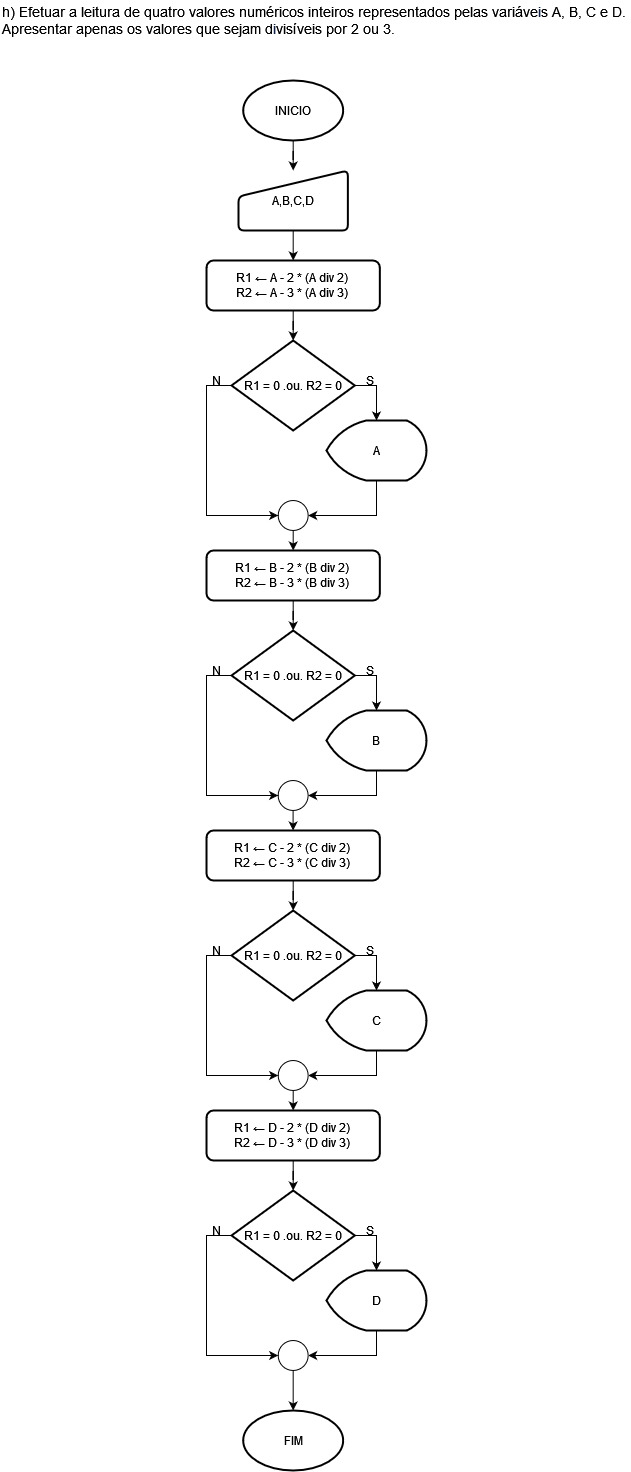 h) Efetuar a leitura de quatro valores numéricos inteiros representados pelas variáveis A, B, C e D.
Apresentar apenas os valores que sejam divisíveis por 2 ou 3.
INICIO
A,B,C,D
R1 ← A - 2 * (A div 2)
R2 ← A - 3 * (A div 3)
N
R1 = 0 .ou. R2 = 0
S
A
R1 ← B - 2 * (B div 2)
R2 ← B - 3 * (B div 3)
N
R1 = 0 .ou. R2 = 0
S
B
R1 ← C - 2 * (C div 2)
R2 ← C - 3 * (C div 3)
N
R1 = 0 .ou. R2 = 0
S
C
R1 ← D - 2 * (D div 2)
R2 ← D - 3 * (D div 3)
N
R1 = 0 .ou. R2 = 0
S
D
FIM